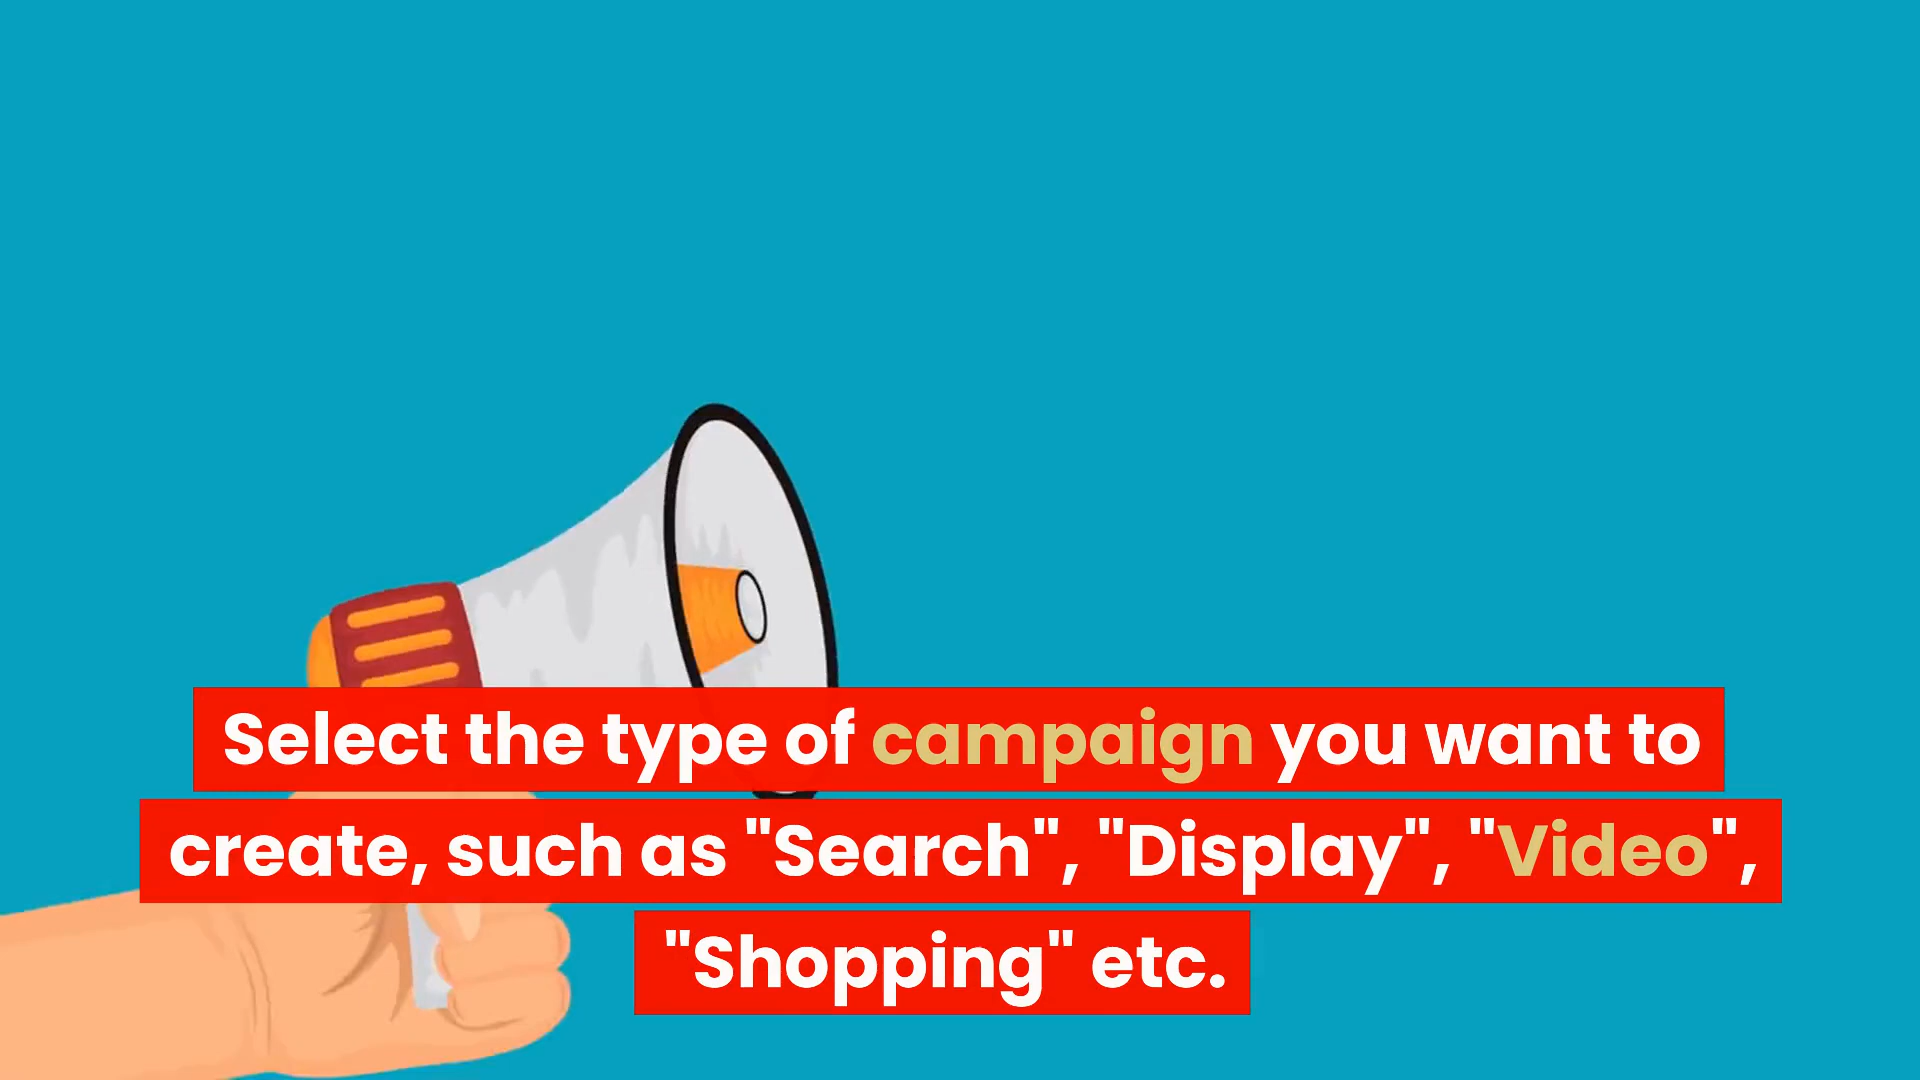 Select the type of campaign you want to
create, such as "Search", "Display", "Video",
"Shopping" etc.